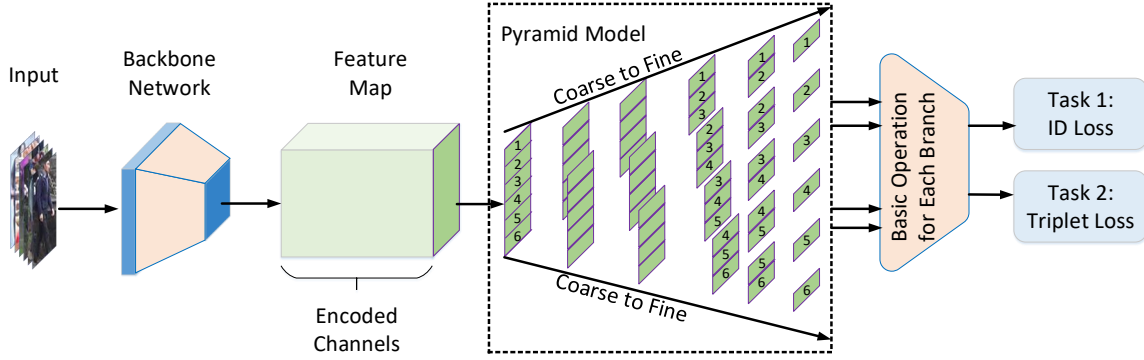 Input
Backbone
Network
Feature
Map
Encoded
Channels
Pyramid Model
Coarse to Fine
Coarse to Fine
1
2
3
4
5
6
1
2
3
2
3
4
3
4
5
4
5
6
1
2
2
3
3
4
4
5
5
6
1
2
3
4
5
6
Basic Operation
for Each Branch
Task 1:
ID Loss
Task 2:
Triplet Loss